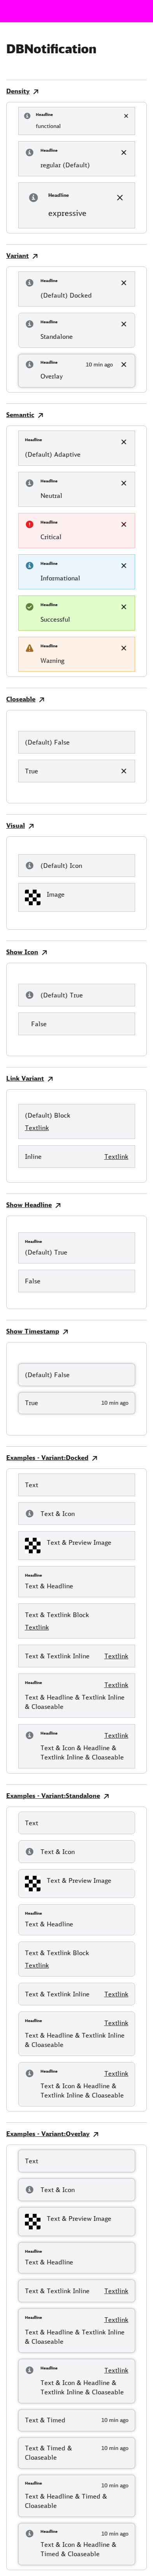 DBNotification
Density
Headline
functional
Headline
regular (Default)
Headline
expressive
Variant
Headline
(Default) Docked
Headline
Standalone
Headline
10 min ago
Overlay
Semantic
Headline
(Default) Adaptive
Headline
Neutral
Headline
Critical
Headline
Informational
Headline
Successful
Headline
Warning
Closeable
(Default) False
True
Visual
(Default) Icon
Image
Show Icon
(Default) True
False
Link Variant
(Default) Block
Textlink
Inline Textlink
Show Headline
Headline
(Default) True
False
Show Timestamp
(Default) False
True 10 min ago
Examples - Variant:Docked
Text
Text & Icon
Text & Preview Image
Headline
Text & Headline
Text & Textlink Block
Textlink
Text & Textlink Inline Textlink
Headline Textlink
Text & Headline & Textlink Inline
& Cloaseable
Headline Textlink
Text & Icon & Headline &
Textlink Inline & Cloaseable
Examples - Variant:Standalone
Text
Text & Icon
Text & Preview Image
Headline
Text & Headline
Text & Textlink Block
Textlink
Text & Textlink Inline Textlink
Headline Textlink
Text & Headline & Textlink Inline
& Cloaseable
Headline Textlink
Text & Icon & Headline &
Textlink Inline & Cloaseable
Examples - Variant:Overlay
Text
Text & Icon
Text & Preview Image
Headline
Text & Headline
Text & Textlink Inline Textlink
Headline Textlink
Text & Headline & Textlink Inline
& Cloaseable
Headline Textlink
Text & Icon & Headline &
Textlink Inline & Cloaseable
Text & Timed 10 min ago
Text & Timed & 10 min ago
Cloaseable
Headline 10 min ago
Text & Headline & Timed &
Cloaseable
Headline 10 min ago
Text & Icon & Headline &
Timed & Cloaseable